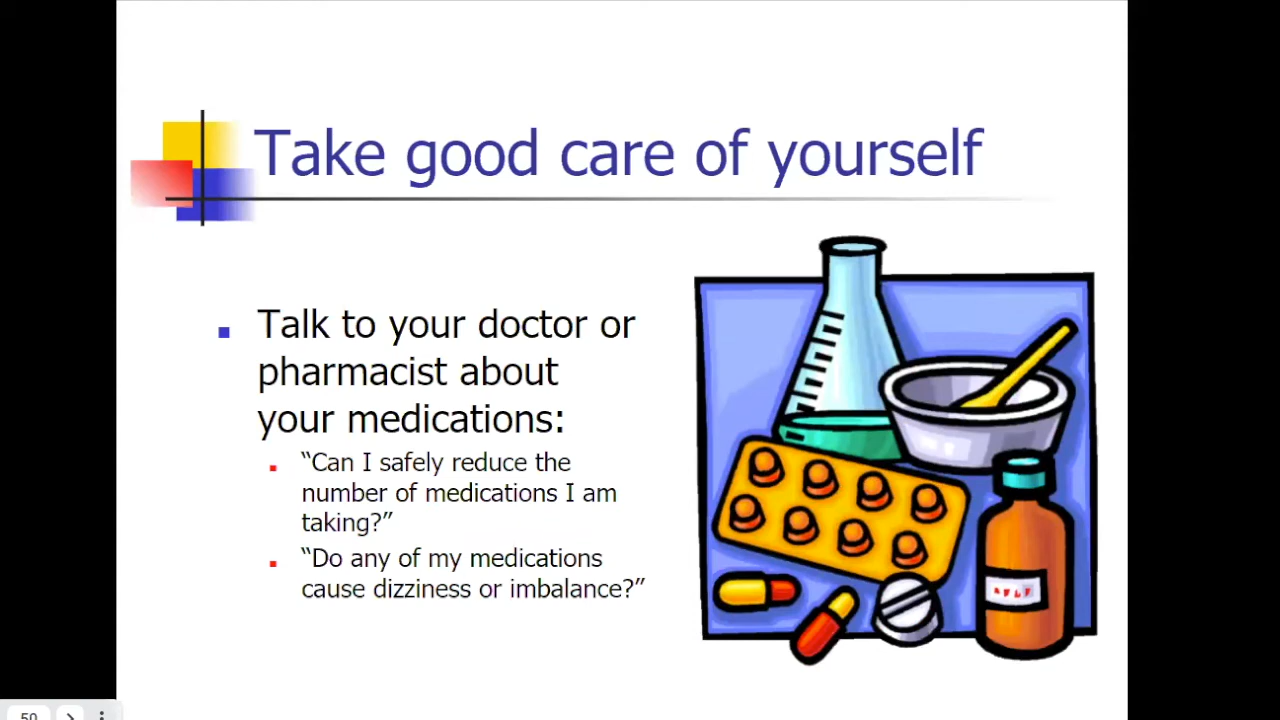 Take good care of yourself
Talk to your doctor or
pharmacist about
your medications:
“Can I safely reduce the
number of medications I am
taking?”
“Do any of my medications
cause dizziness or imbalance?”
50